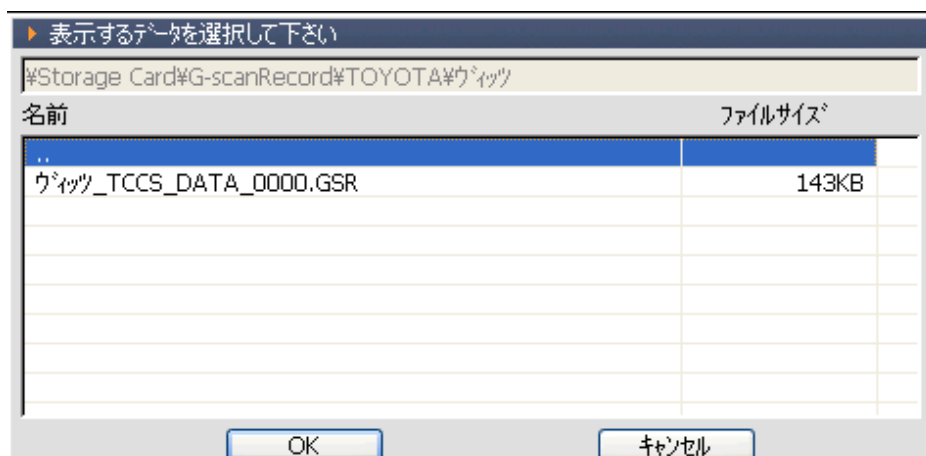 表示するﾃﾞｰﾀを選択して下さい
¥Storage Card¥G-scanRecord¥TOYOTA¥ｳﾞｨｯﾂ
名前 ﾌｧｲﾙｻｲｽﾞ
..
ｳﾞｨｯﾂ_TCCS_DATA_0000.GSR 143KB
OK ｷｬﾝｾﾙ